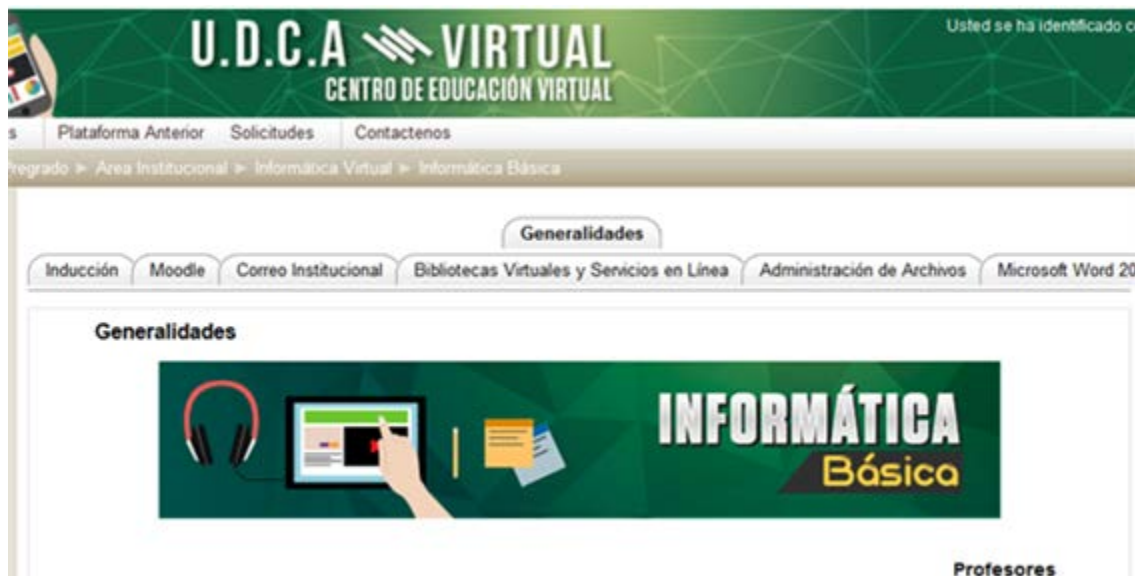 U.D.C.A VIRTUAL
CENTRO DE EDUCACIÓN VIRTUAL
Usted se ha identificado c
s Plataforma Anterior Solicitudes Contactenos
regrado ► Area Institucional ► Informática Virtual ► Informática Básica
Generalidades
Inducción Moodle Correo Institucional Bibliotecas Virtuales y Servicios en Línea Administración de Archivos Microsoft Word 20
Generalidades
INFORMÁTICA
Básica
Profesores